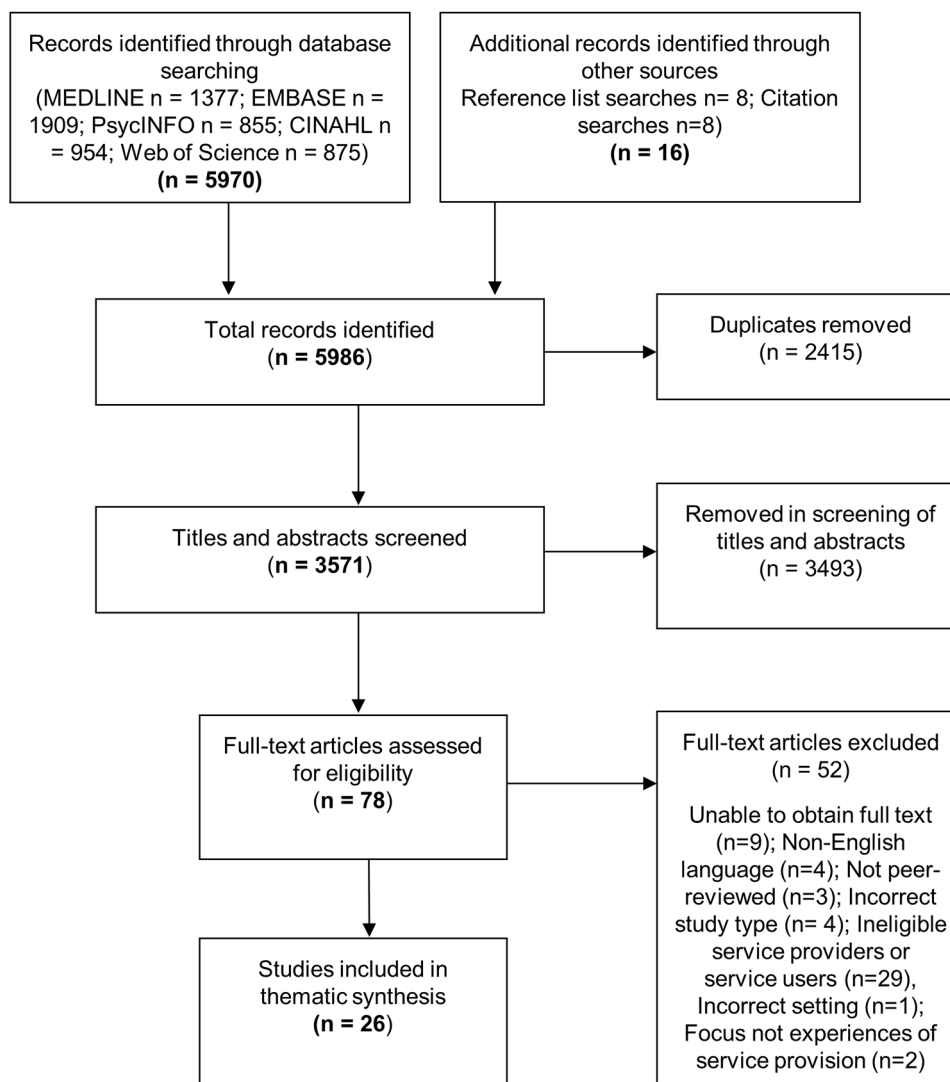 Records identified through database
searching
(MEDLINE n = 1377; EMBASE n =
1909; PsycINFO n = 855; CINAHL n
= 954; Web of Science n = 875)
(n = 5970)
Additional records identified through
other sources
Reference list searches n= 8; Citation
searches n=8)
(n = 16)
Total records identified
(n = 5986)
Duplicates removed
(n = 2415)
Titles and abstracts screened
(n = 3571)
Removed in screening of
titles and abstracts
(n = 3493)
Full-text articles assessed
for eligibility
(n = 78)
Full-text articles excluded
(n = 52)
Unable to obtain full text
(n=9); Non-English
language (n=4); Not peer-
reviewed (n=3); Incorrect
study type (n= 4); Ineligible
service providers or
service users (n=29),
Incorrect setting (n=1);
Focus not experiences of
service provision (n=2)
Studies included in
thematic synthesis
(n = 26)